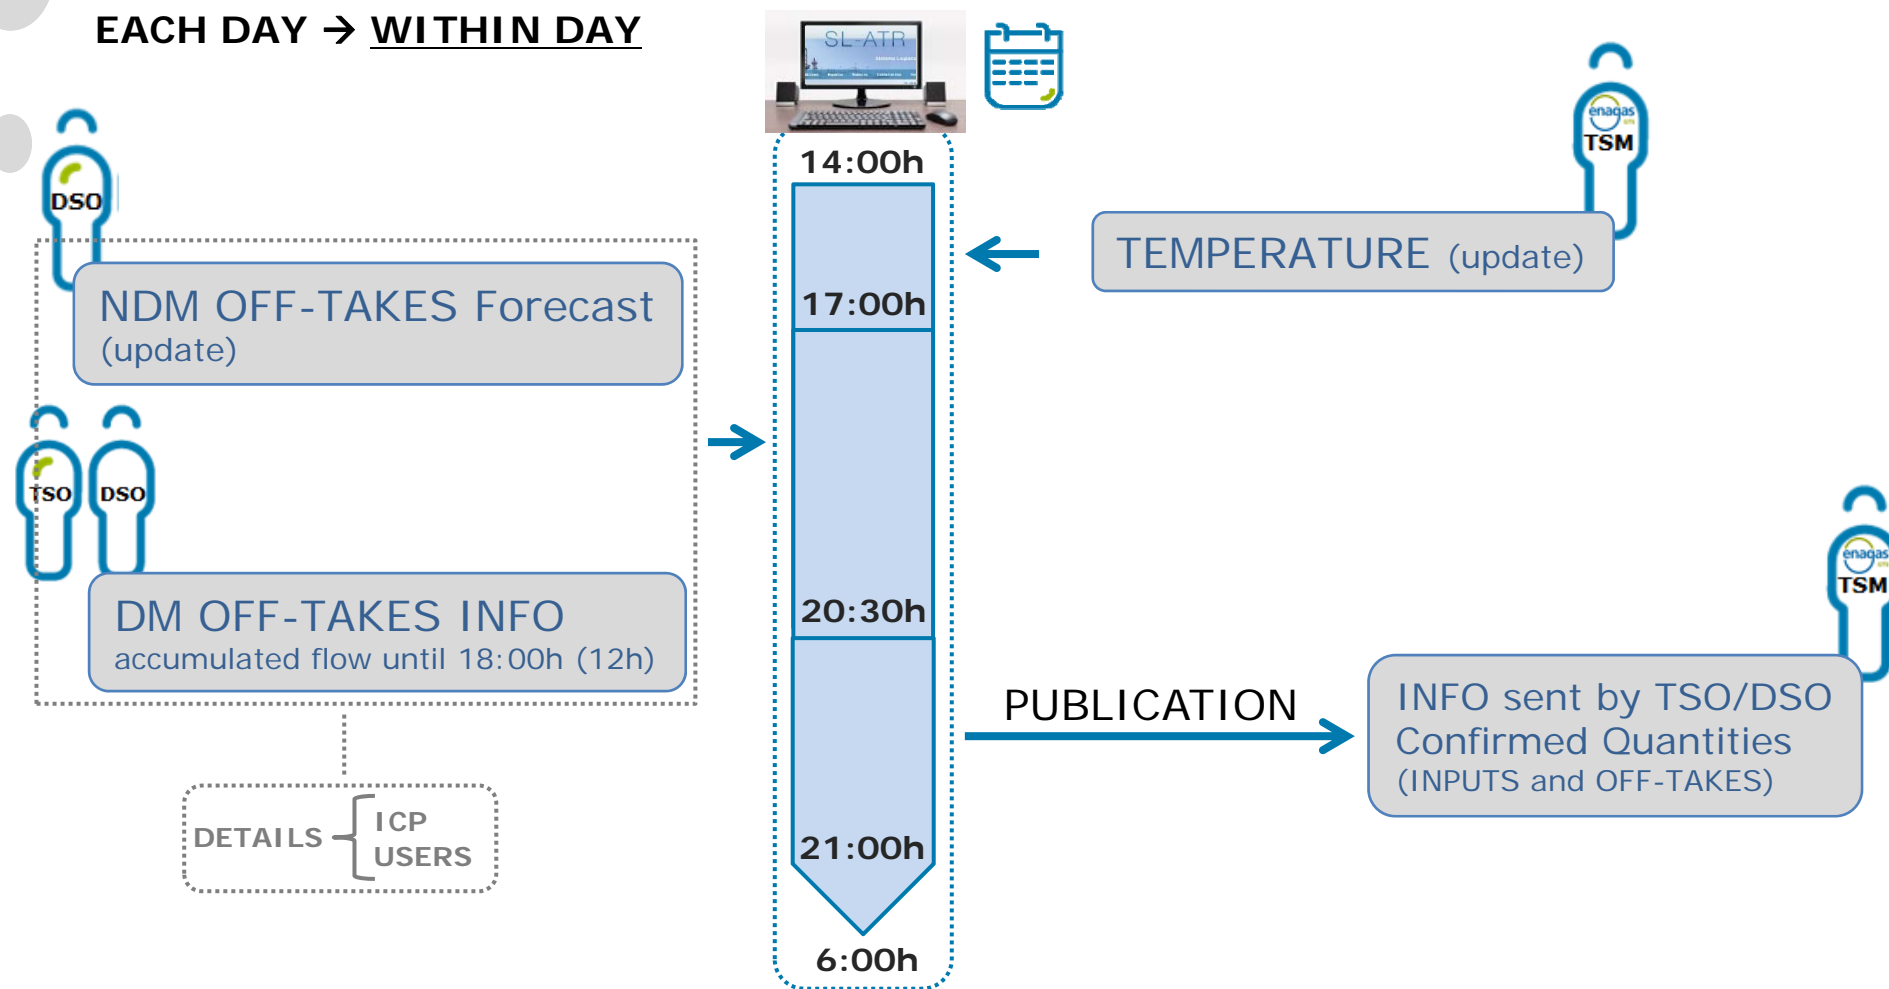 EACH DAY → WITHIN DAY
SL-ATR
enagas
TSM
14:00h
DSO
TEMPERATURE (update)
NDM OFF-TAKES Forecast
(update)
17:00h
TSO
DSO
DM OFF-TAKES INFO
accumulated flow until 18:00h (12h)
20:30h
enagas
TSM
PUBLICATION
INFO sent by TSO/DSO
Confirmed Quantities
(INPUTS and OFF-TAKES)
DETAILS
ICP
USERS
21:00h
6:00h